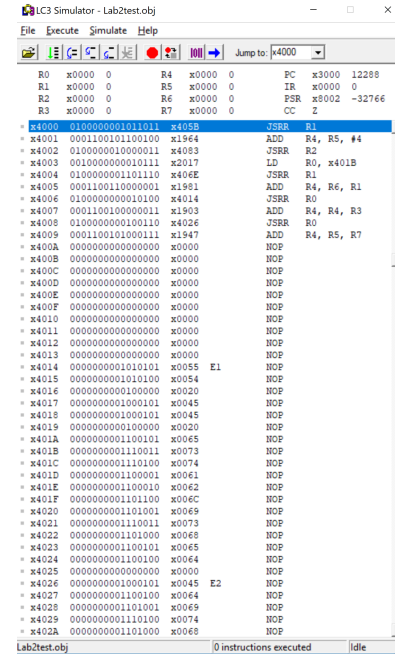 LC3 Simulator - Lab2test.obj
File Execute Simulate Help
Jump to: x4000
R0 x0000 0 R4 x0000 0 PC x3000 12288
R1 x0000 0 R5 x0000 0 IR x0000 0
R2 x0000 0 R6 x0000 0 PSR x8002 -32766
R3 x0000 0 R7 x0000 0 CC Z
x4000 0100000001011011 x405B JSRR R1
x4001 0001100101100100 x1964 ADD R4, R5, #4
x4002 0100000010000011 x4083 JSRR R2
x4003 0010000000010111 x2017 LD R0, x401B
x4004 0100000001101110 x406E JSRR R1
x4005 0001100110000001 x1981 ADD R4, R6, R1
x4006 0100000000010100 x4014 JSRR R0
x4007 0001100100000011 x1903 ADD R4, R4, R3
x4008 0100000000100110 x4026 JSRR R0
x4009 0001100101000111 x1947 ADD R4, R5, R7
x400A 0000000000000000 x0000 NOP
x400B 0000000000000000 x0000 NOP
x400C 0000000000000000 x0000 NOP
x400D 0000000000000000 x0000 NOP
x400E 0000000000000000 x0000 NOP
x400F 0000000000000000 x0000 NOP
x4010 0000000000000000 x0000 NOP
x4011 0000000000000000 x0000 NOP
x4012 0000000000000000 x0000 NOP
x4013 0000000000000000 x0000 NOP
x4014 0000000001010101 x0055 E1 NOP
x4015 0000000001010100 x0054 NOP
x4016 0000000000100000 x0020 NOP
x4017 0000000001000101 x0045 NOP
x4018 0000000001000101 x0045 NOP
x4019 0000000000100000 x0020 NOP
x401A 0000000001100101 x0065 NOP
x401B 0000000001110011 x0073 NOP
x401C 0000000001110100 x0074 NOP
x401D 0000000001100001 x0061 NOP
x401E 0000000001100010 x0062 NOP
x401F 0000000001101100 x006C NOP
x4020 0000000001101001 x0069 NOP
x4021 0000000001110011 x0073 NOP
x4022 0000000001101000 x0068 NOP
x4023 0000000001100101 x0065 NOP
x4024 0000000001100100 x0064 NOP
x4025 0000000000000000 x0000 NOP
x4026 0000000001000101 x0045 E2 NOP
x4027 0000000001100100 x0064 NOP
x4028 0000000001101001 x0069 NOP
x4029 0000000001110100 x0074 NOP
x402A 0000000001101000 x0068 NOP
Lab2test.obj 0 instructions executed Idle